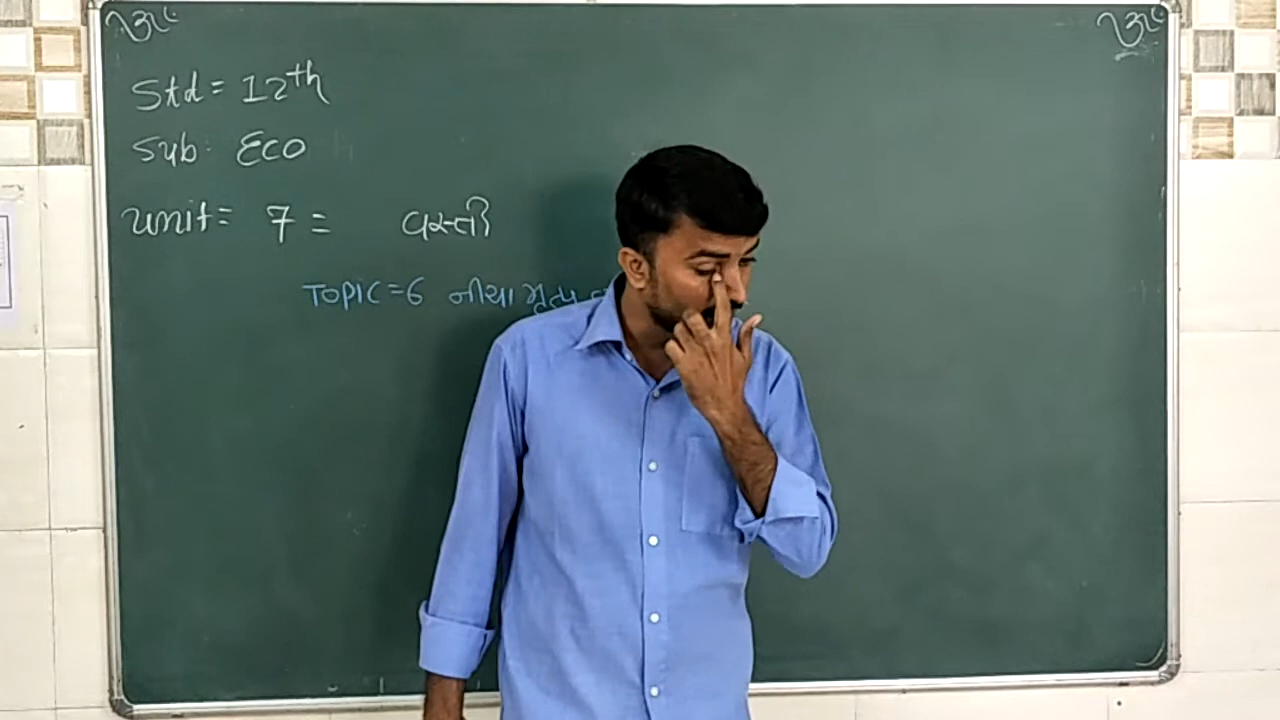 Std = 12th
Sub: Eco
Unit = 7 = વસ્તી
TOPIC = 6 નીચા મૃત્યુ